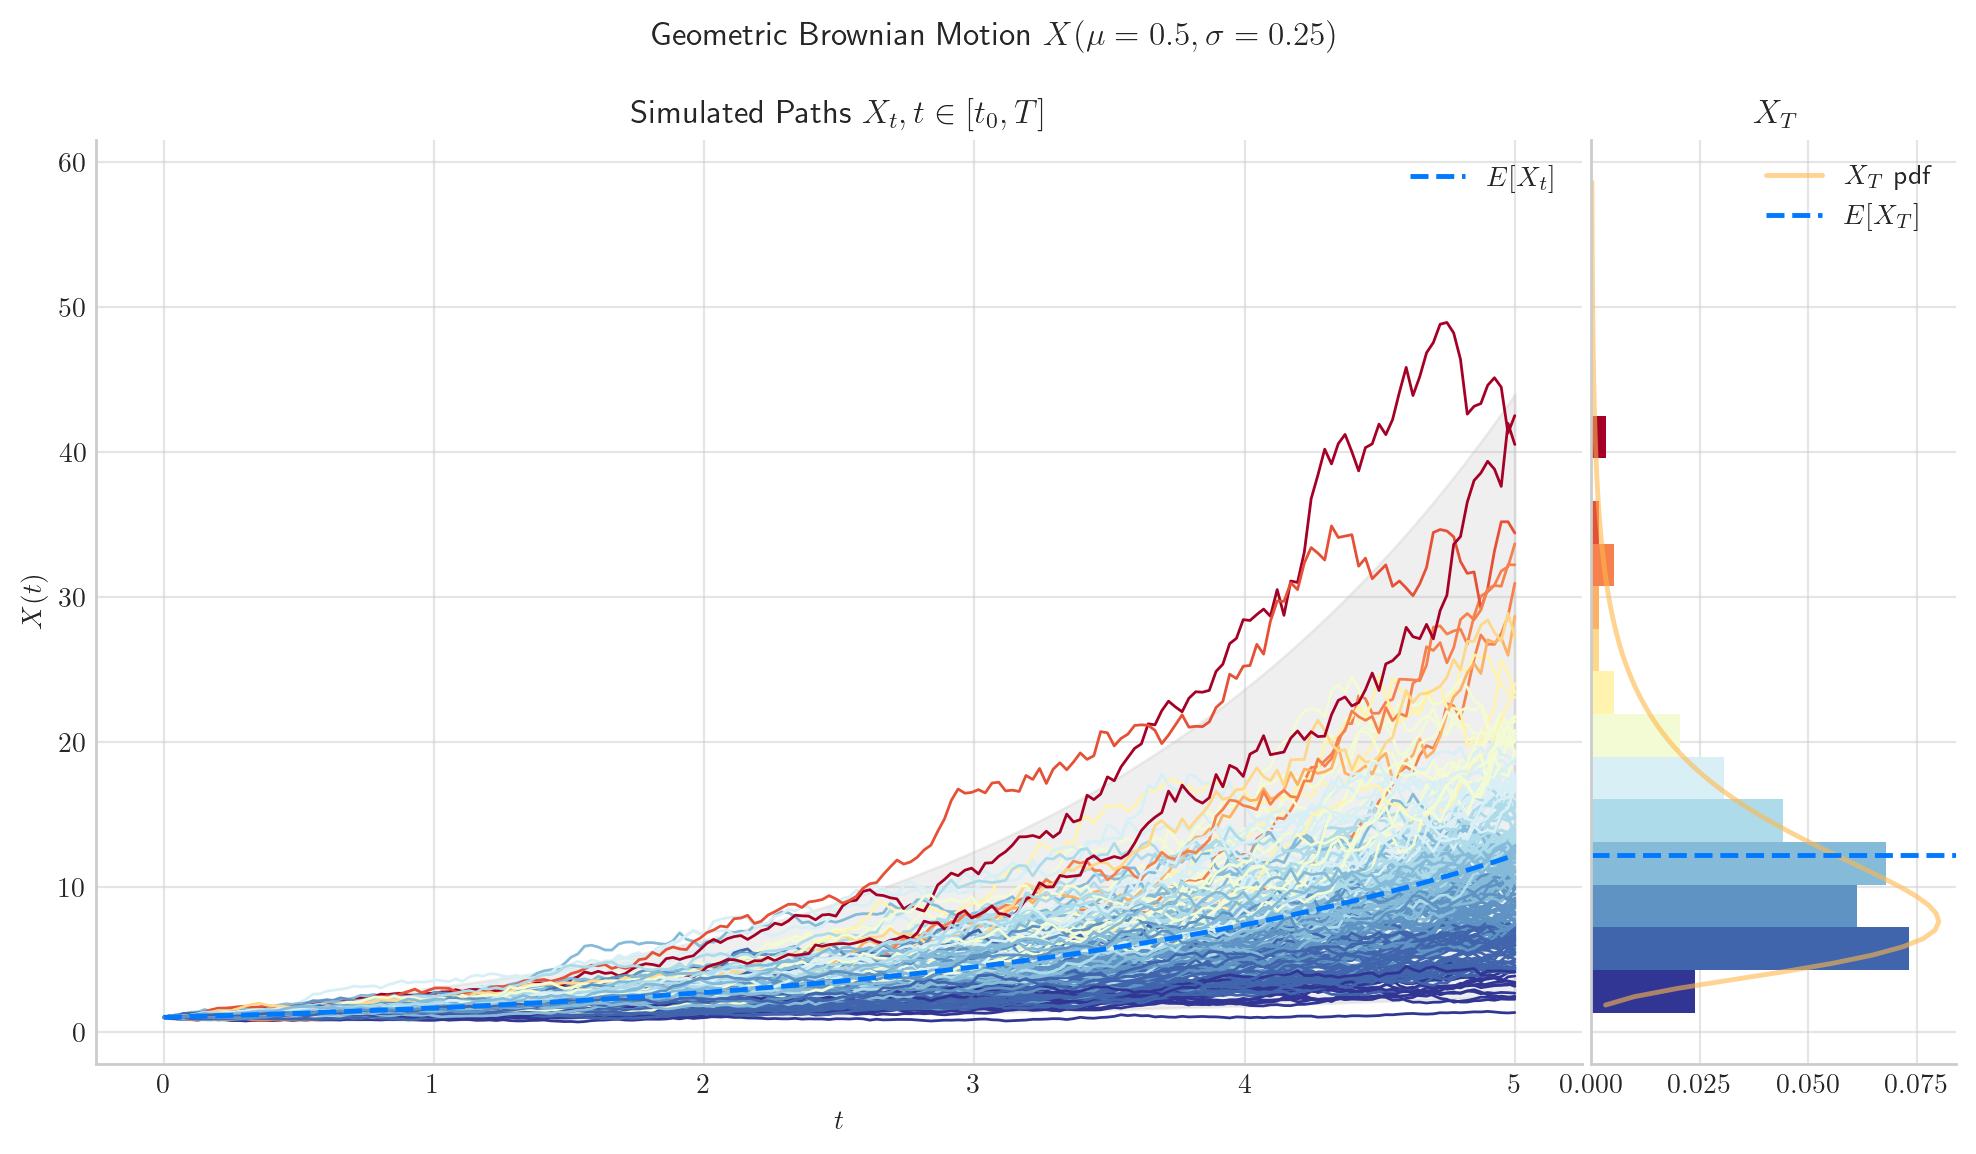 Geometric Brownian Motion X(μ = 0.5, σ = 0.25)
Simulated Paths X_t, t ∈ [t_0, T]
X_T
60
50
40
30
20
10
0
X(t)
E[X_t]
X_T pdf
E[X_T]
0 1 2 3 4 5
0.000 0.025 0.050 0.075
t